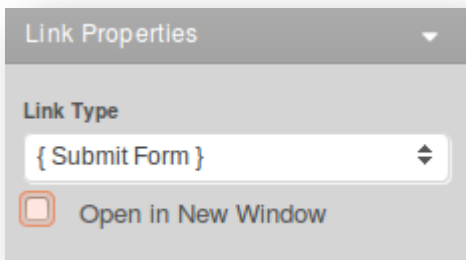 Link Properties
Link Type
{ Submit Form }
Open in New Window